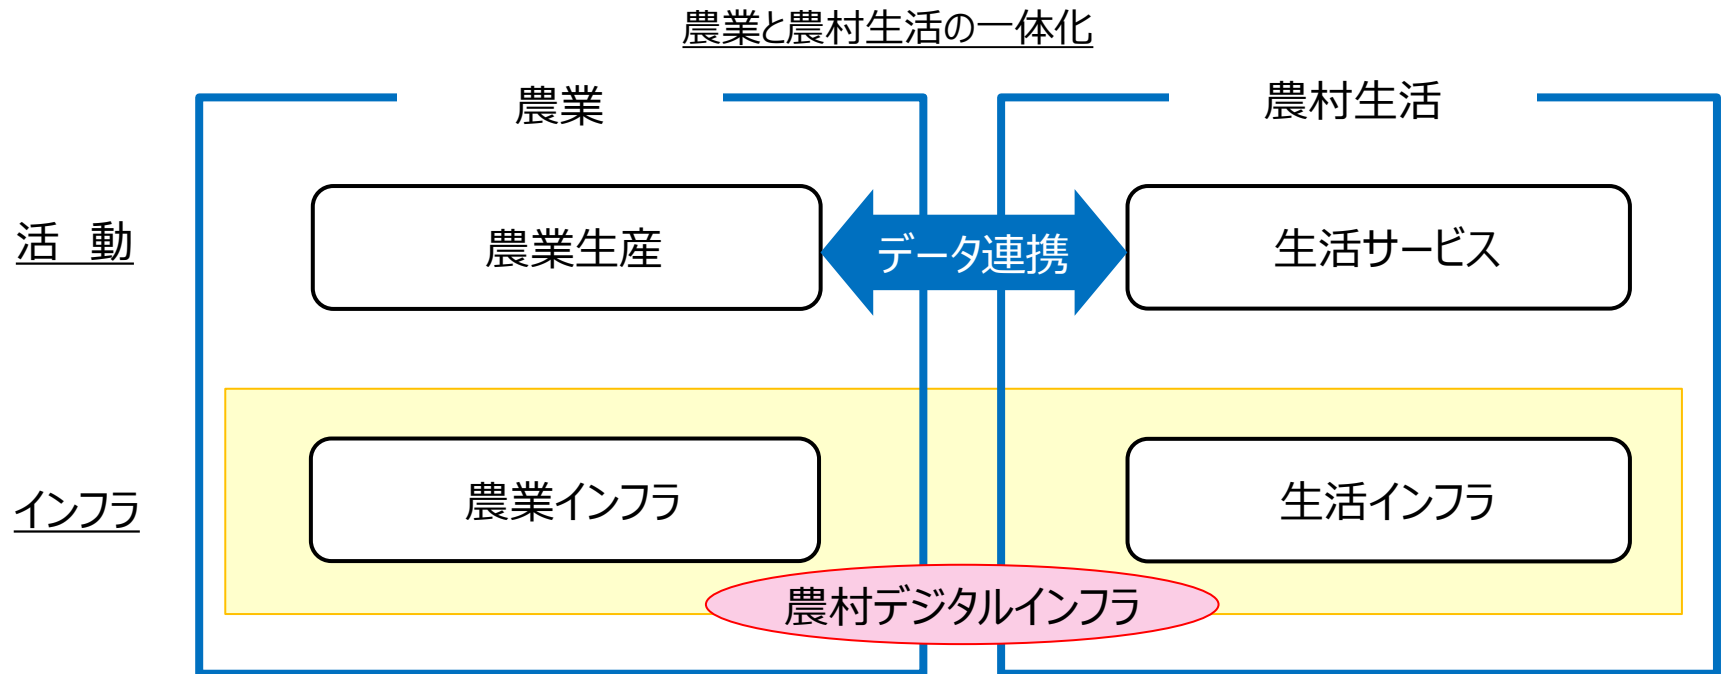 農業と農村生活の一体化
農業
農村生活
活　動
農業生産
データ連携
生活サービス
インフラ
農業インフラ
生活インフラ
農村デジタルインフラ